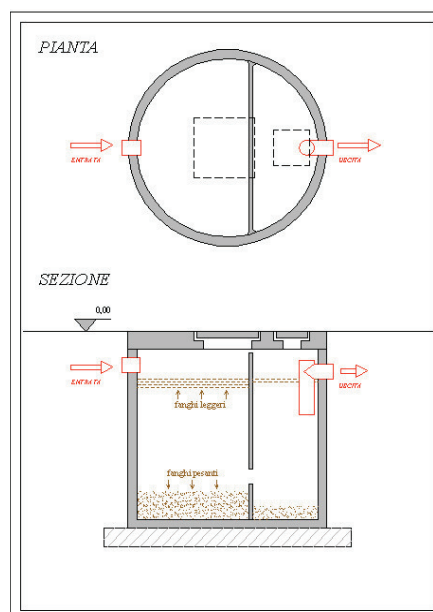 PIANTA
ENTRATA
USCITA
SEZIONE
0,00
ENTRATA
USCITA
fanghi leggeri
fanghi pesanti